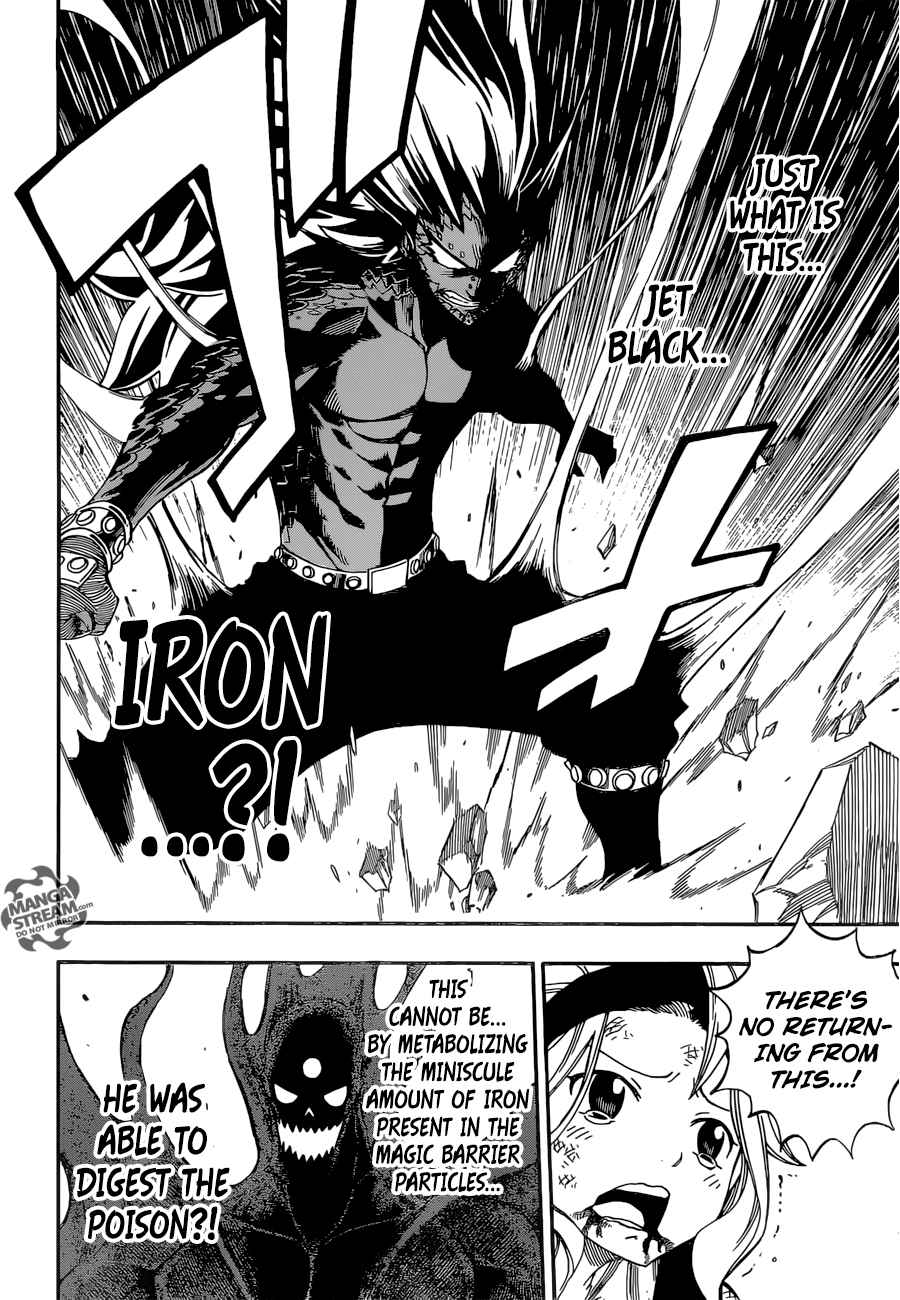 JUST
WHAT IS
THIS...
JET
BLACK...
IRON
....?!
MANGA
STREAM.com
DO NOT MIRROR
THERE'S
NO RETURN-
ING FROM
THIS...!
THIS
CANNOT BE...
BY METABOLIZING
THE MINISCULE
AMOUNT OF IRON
PRESENT IN THE
MAGIC BARRIER
PARTICLES...
HE WAS
ABLE TO
DIGEST THE
POISON?!